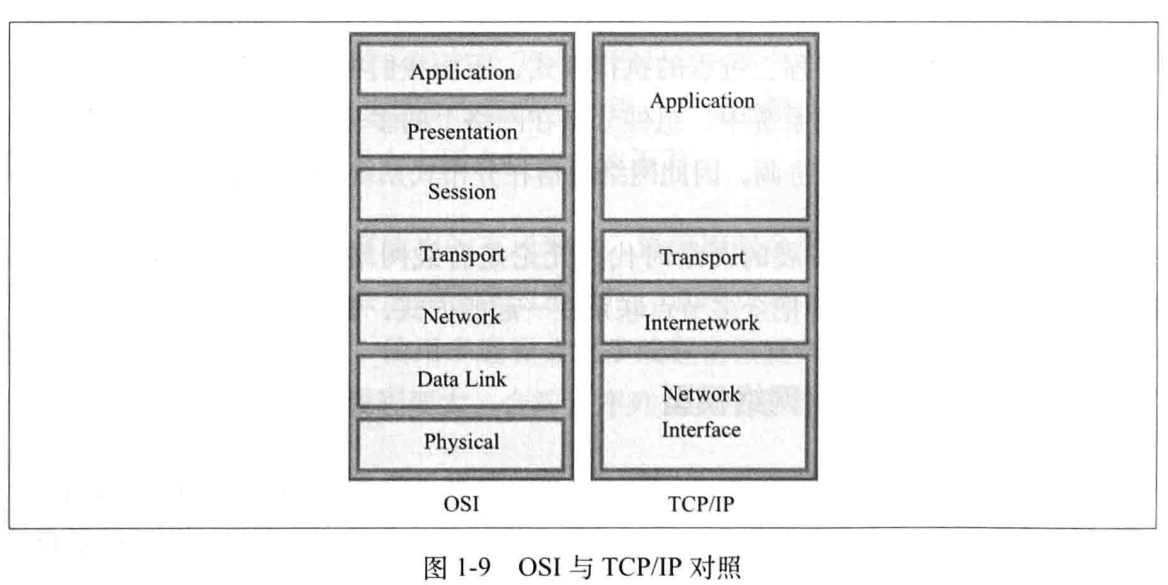 Application
Presentation
Session
Transport
Network
Data Link
Physical
OSI
Application
Transport
Internetwork
Network
Interface
TCP/IP
图 1-9 OSI 与 TCP/IP 对照